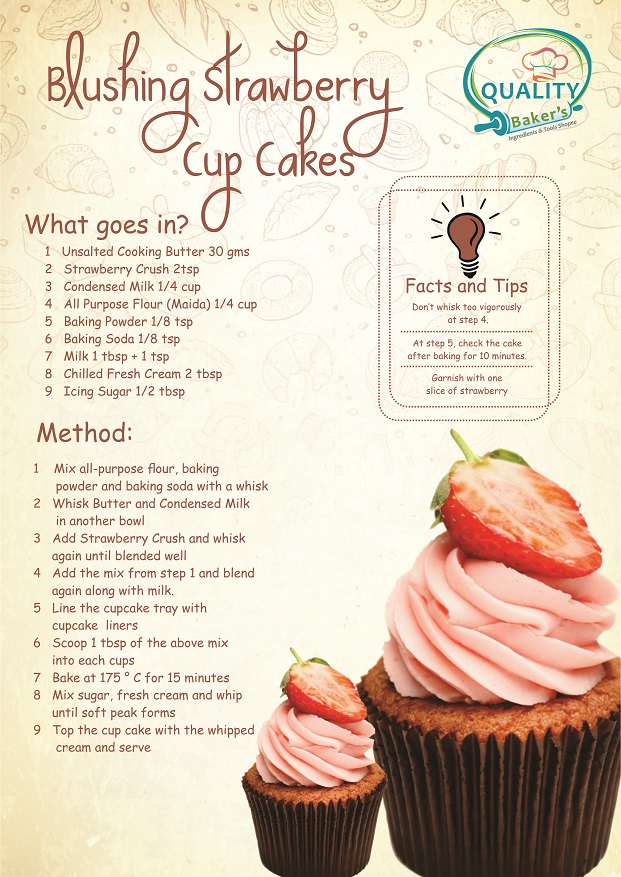 Blushing Strawberry
Cup Cakes
QUALITY
Baker's
Ingredients & Tools Shopee
What goes in?
1 Unsalted Cooking Butter 30 gms
2 Strawberry Crush 2tsp
3 Condensed Milk 1/4 cup
4 All Purpose Flour (Maida) 1/4 cup
5 Baking Powder 1/8 tsp
6 Baking Soda 1/8 tsp
7 Milk 1 tbsp + 1 tsp
8 Chilled Fresh Cream 2 tbsp
9 Icing Sugar 1/2 tbsp
Facts and Tips
Don't whisk too vigorously
at step 4.
At step 5, check the cake
after baking for 10 minutes.
Garnish with one
slice of strawberry
Method:
1 Mix all-purpose flour, baking
powder and baking soda with a whisk
2 Whisk Butter and Condensed Milk
in another bowl
3 Add Strawberry Crush and whisk
again until blended well
4 Add the mix from step 1 and blend
again along with milk.
5 Line the cupcake tray with
cupcake liners
6 Scoop 1 tbsp of the above mix
into each cups
7 Bake at 175 ° C for 15 minutes
8 Mix sugar, fresh cream and whip
until soft peak forms
9 Top the cup cake with the whipped
cream and serve